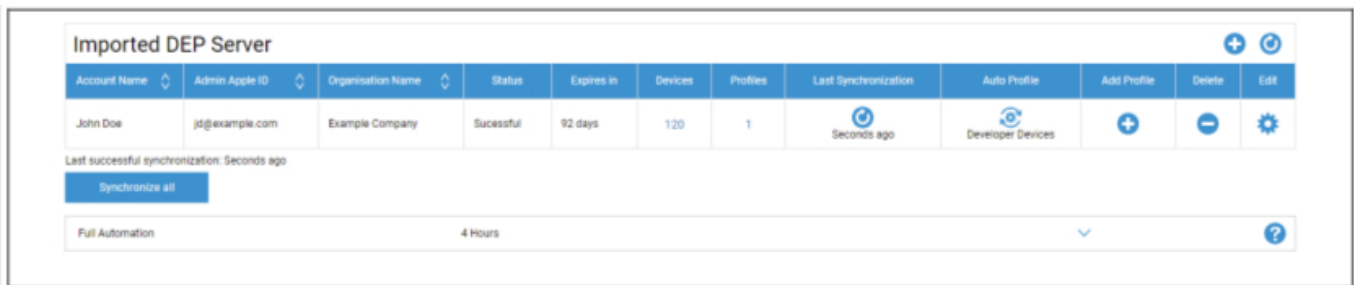 Imported DEP Server
Account Name Admin Apple ID Organisation Name Status Expires in Devices Profiles Last Synchronization Auto Profile Add Profile Delete Edit
John Doe jd@example.com Example Company Sucessful 92 days 120 1 Seconds ago Developer Devices
Last successful synchronization: Seconds ago
Synchronize all
Full Automation 4 Hours
?